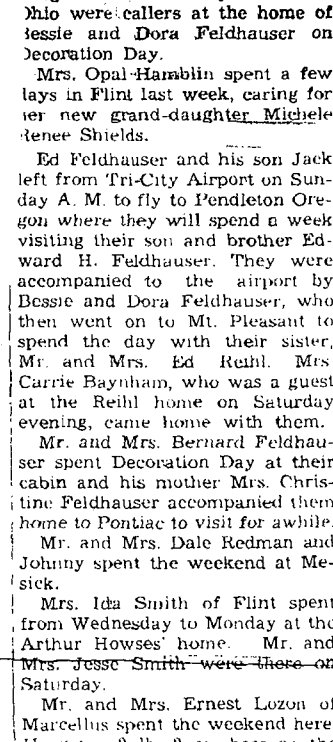 Ohio were callers at the home of
Bessie and Dora Feldhauser on
Decoration Day.
Mrs. Opal Hamblin spent a few
days in Flint last week, caring for
her new grand-daughter Michele
Renee Shields.
Ed Feldhauser and his son Jack
left from Tri-City Airport on Sun-
day A. M. to fly to Pendleton Ore-
gon where they will spend a week
visiting their son and brother Ed-
ward H. Feldhauser. They were
accompanied to the airport by
Bessie and Dora Feldhauser, who
then went on to Mt. Pleasant to
spend the day with their sister,
Mr. and Mrs. Ed Reihl. Mrs
Carrie Baynham, who was a guest
at the Reihl home on Saturday
evening, came home with them.
Mr. and Mrs. Bernard Feldhau-
ser spent Decoration Day at their
cabin and his mother Mrs. Chris-
tine Feldhauser accompanied them
home to Pontiac to visit for awhile.
Mr. and Mrs. Dale Redman and
Johnny spent the weekend at Me-
sick.
Mrs. Ida Smith of Flint spent
from Wednesday to Monday at the
Arthur Howses' home. Mr. and
Mrs. Jesse Smith were there on
Saturday.
Mr. and Mrs. Ernest Lozon of
Marcellus spent the weekend here